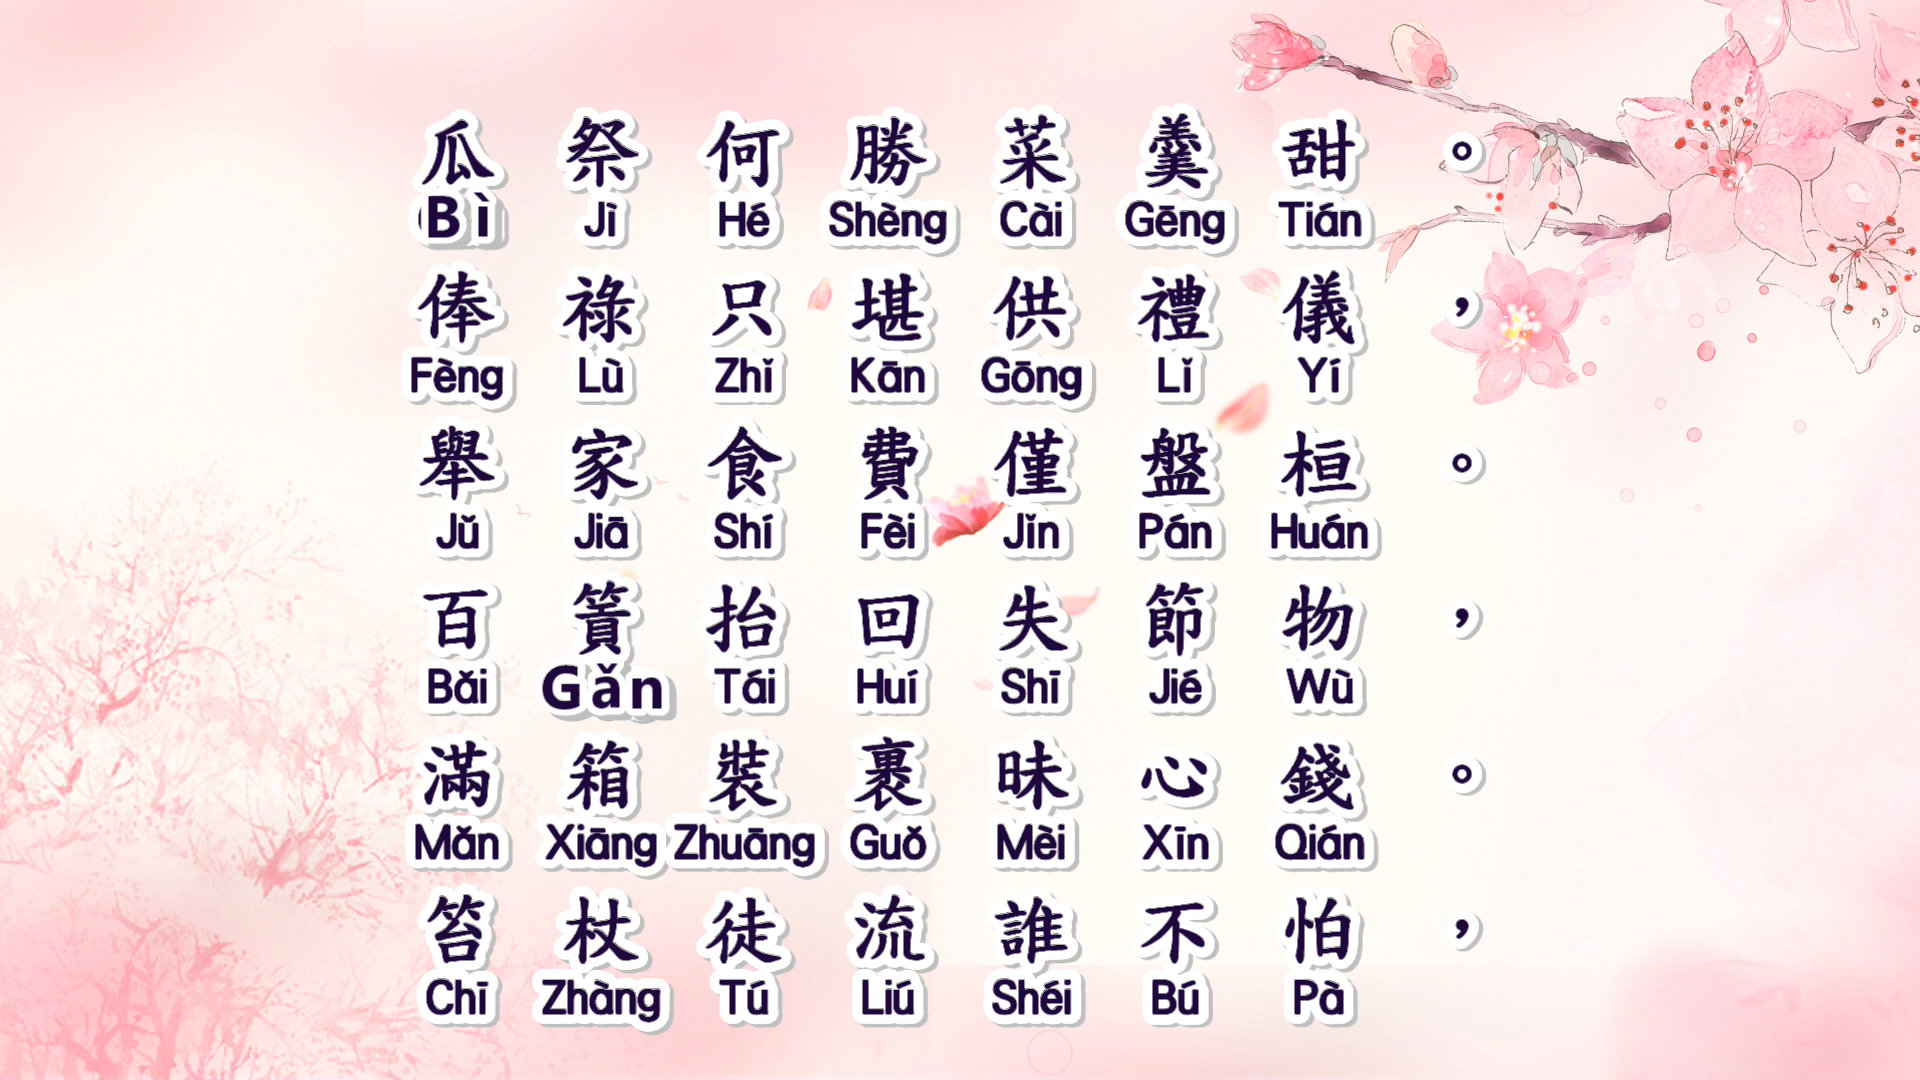 瓜祭何勝菜羹甜。
Bì Jì Hé Shèng Cài Gēng Tián
俸祿只堪供禮儀，
Fèng Lù Zhǐ Kān Gōng Lǐ Yí
舉家食費僅盤桓。
Jǔ Jiā Shí Fèi Jǐn Pán Huán
百篢抬回失節物，
Bǎi Gǎn Tái Huí Shī Jié Wù
滿箱裝裹昧心錢。
Mǎn Xiāng Zhuāng Guǒ Mèi Xīn Qián
笞杖徒流誰不怕，
Chī Zhàng Tú Liú Shéi Bú Pà